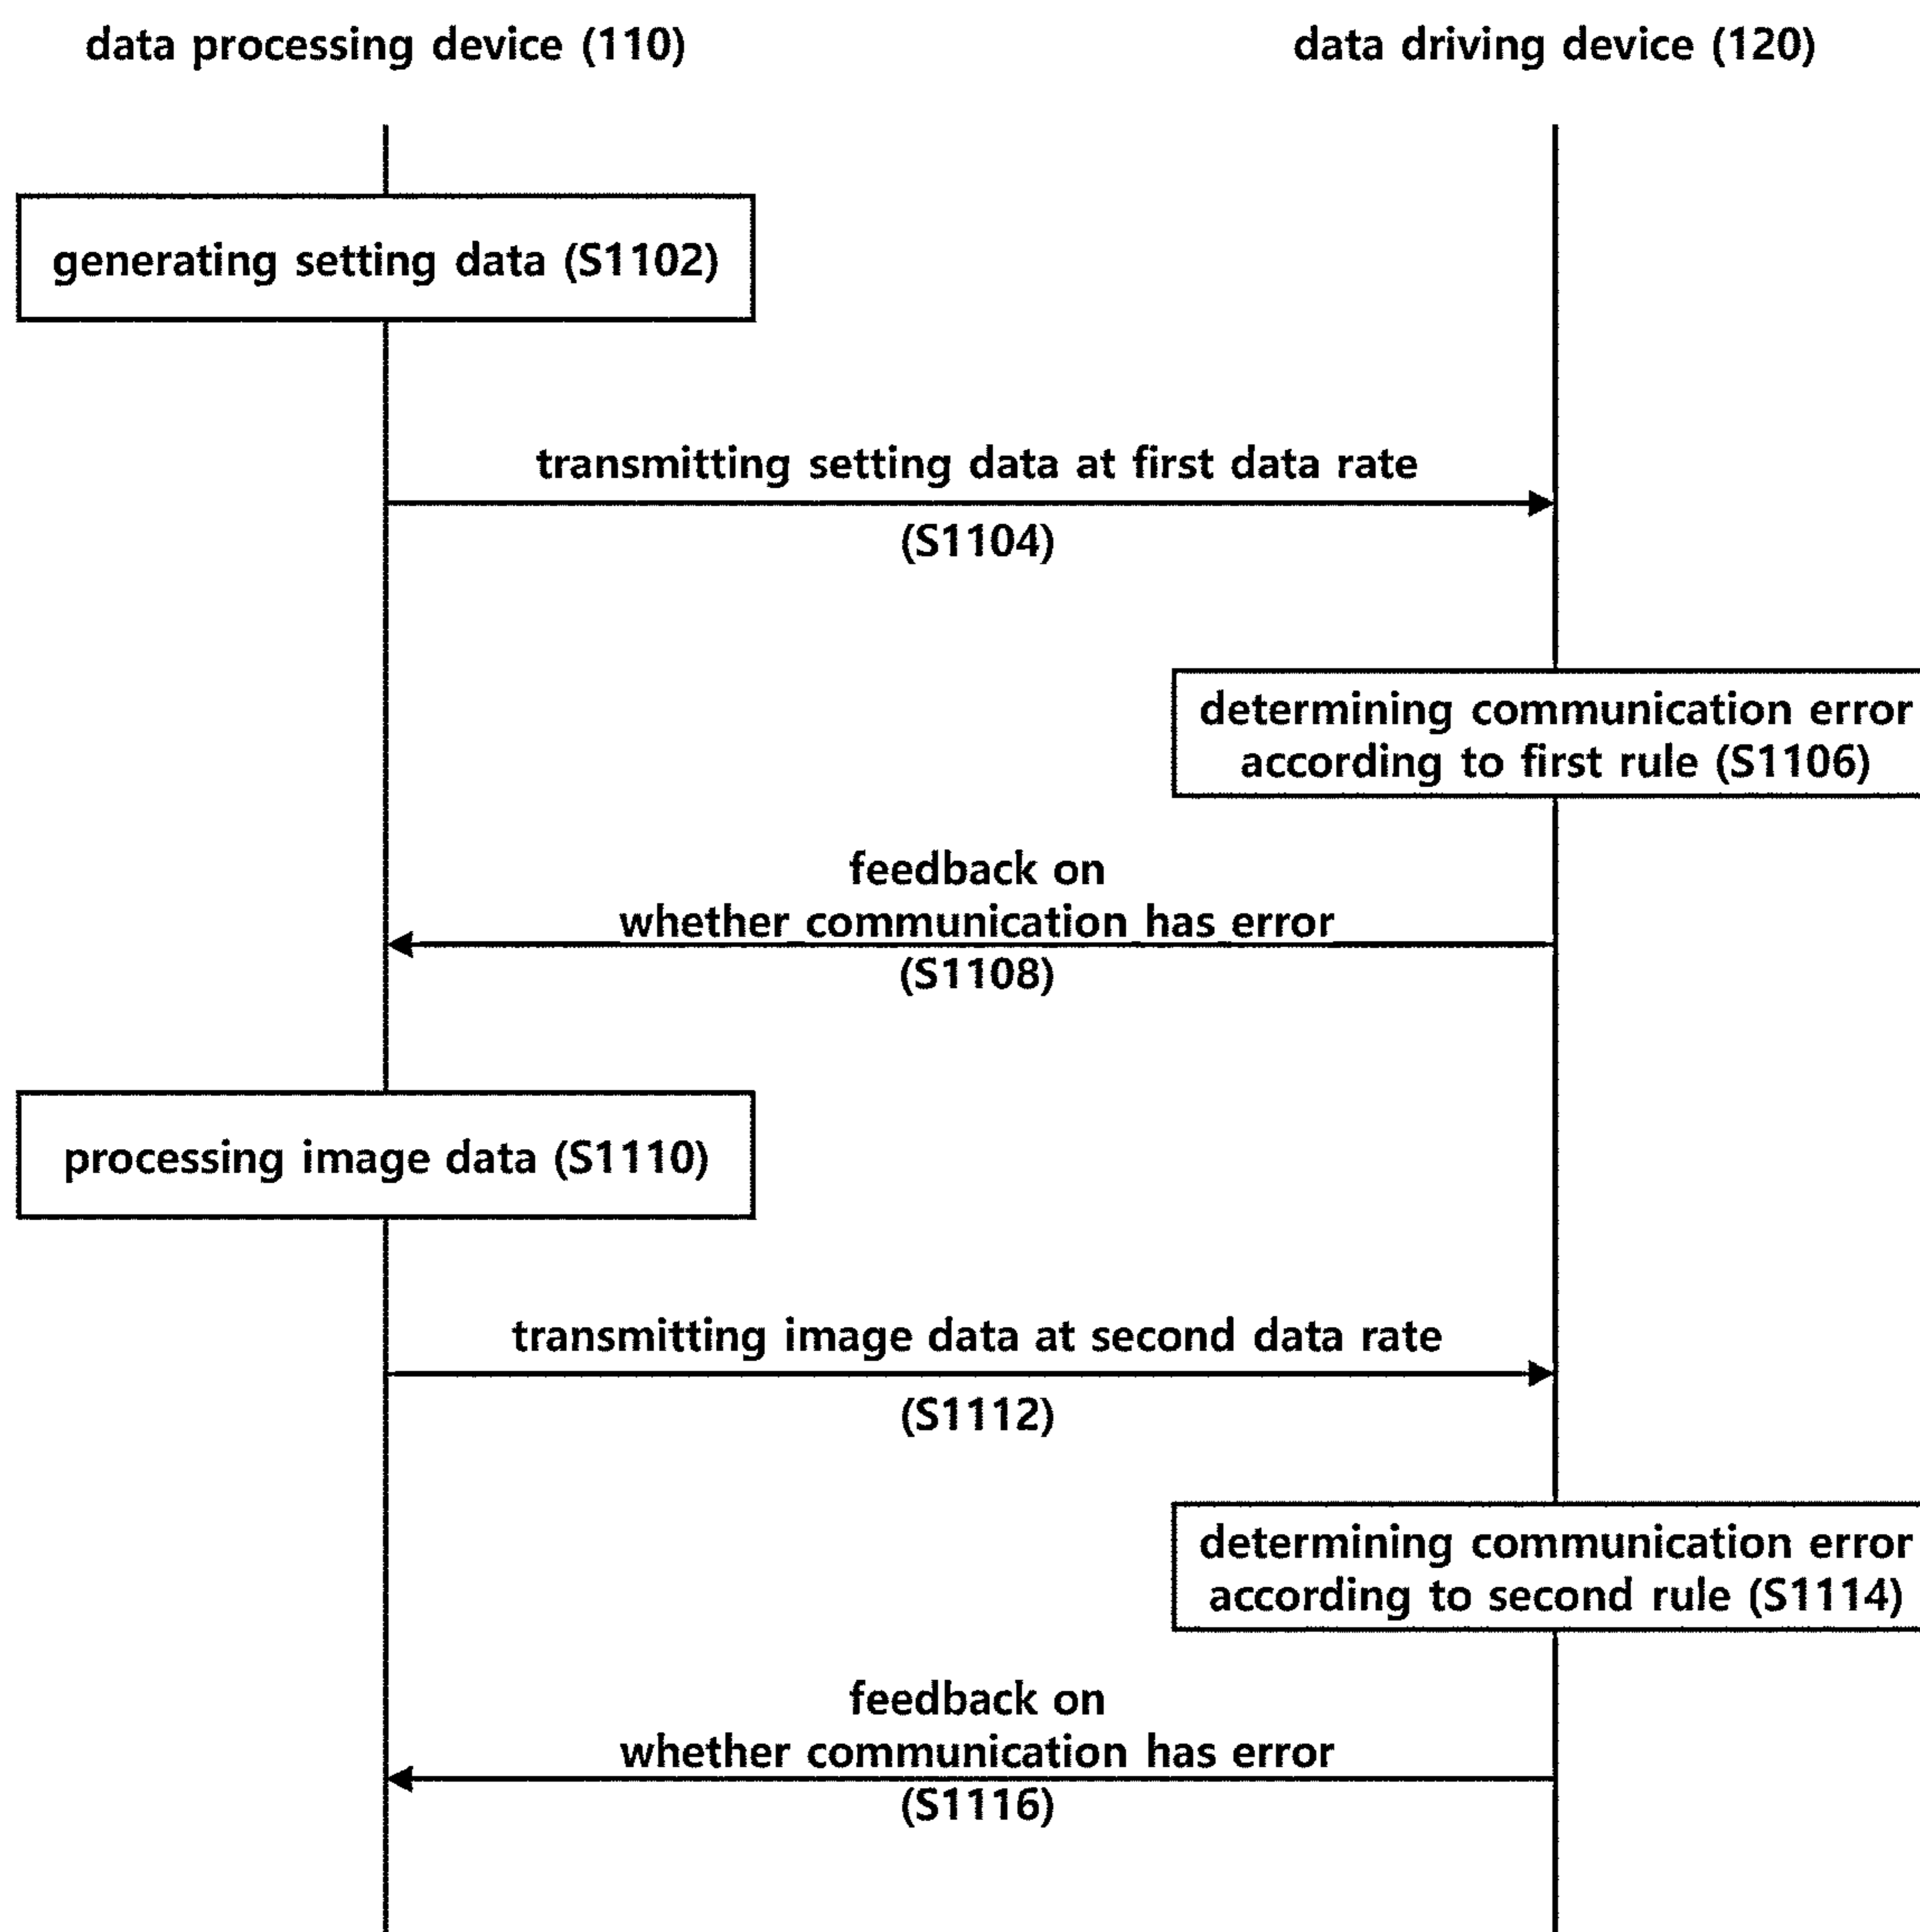 data processing device (110)
data driving device (120)
generating setting data (S1102)
transmitting setting data at first data rate
(S1104)
determining communication error
according to first rule (S1106)
feedback on
whether communication has error
(S1108)
processing image data (S1110)
transmitting image data at second data rate
(S1112)
determining communication error
according to second rule (S1114)
feedback on
whether communication has error
(S1116)